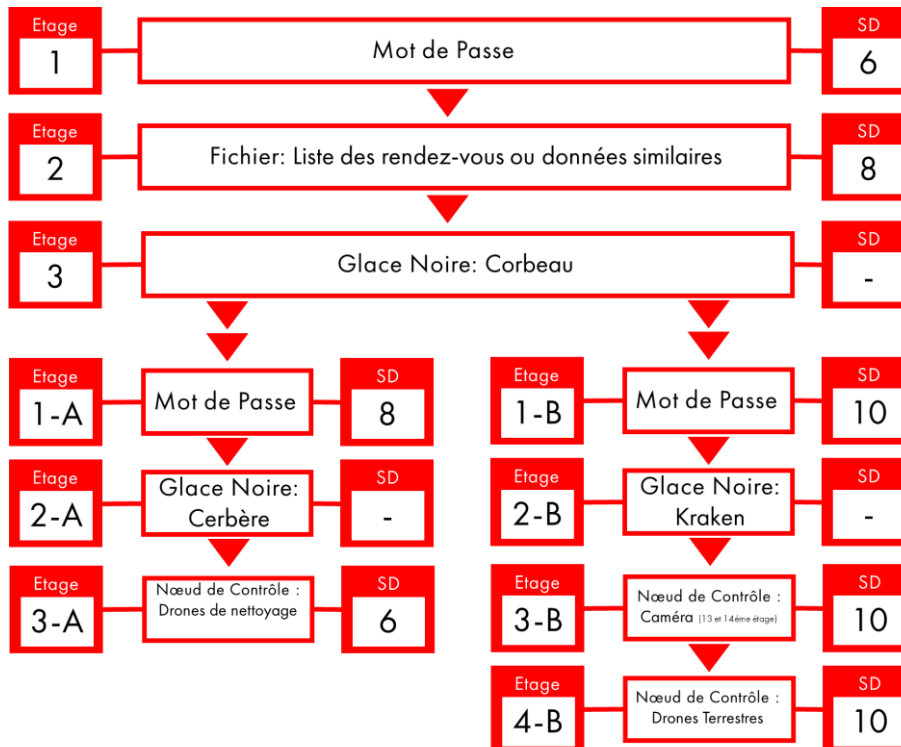 Etage
1
Mot de Passe
SD
6
Etage
2
Fichier: Liste des rendez-vous ou données similaires
SD
8
Etage
3
Glace Noire: Corbeau
SD
-
Etage
1-A
Mot de Passe
SD
8
Etage
2-A
Glace Noire:
Cerbère
SD
-
Etage
3-A
Nœud de Contrôle :
Drones de nettoyage
SD
6
Etage
1-B
Mot de Passe
SD
10
Etage
2-B
Glace Noire:
Kraken
SD
-
Etage
3-B
Nœud de Contrôle :
Caméra (13 et 14éme étage)
SD
10
Etage
4-B
Nœud de Contrôle :
Drones Terrestres
SD
10